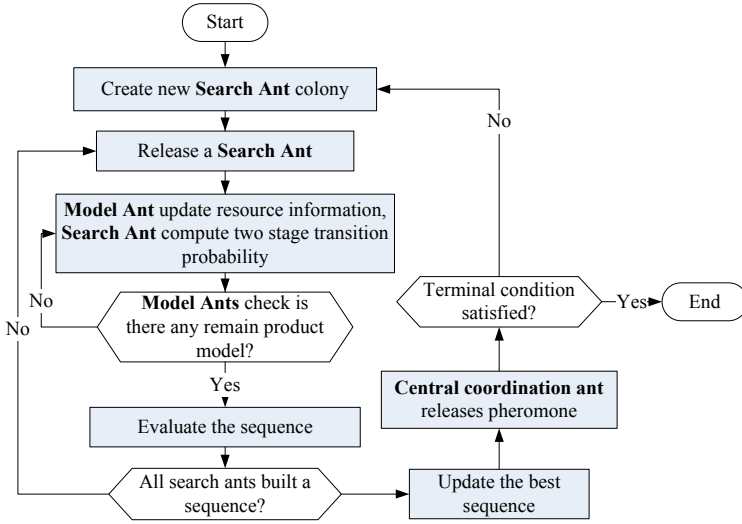 Start
Create new Search Ant colony
No
Release a Search Ant
Model Ant update resource information,
Search Ant compute two stage transition
probability
No
No
Model Ants check is
there any remain product
model?
Terminal condition
satisfied?
Yes
End
Yes
Central coordination ant
releases pheromone
Evaluate the sequence
All search ants built a
sequence?
Update the best
sequence